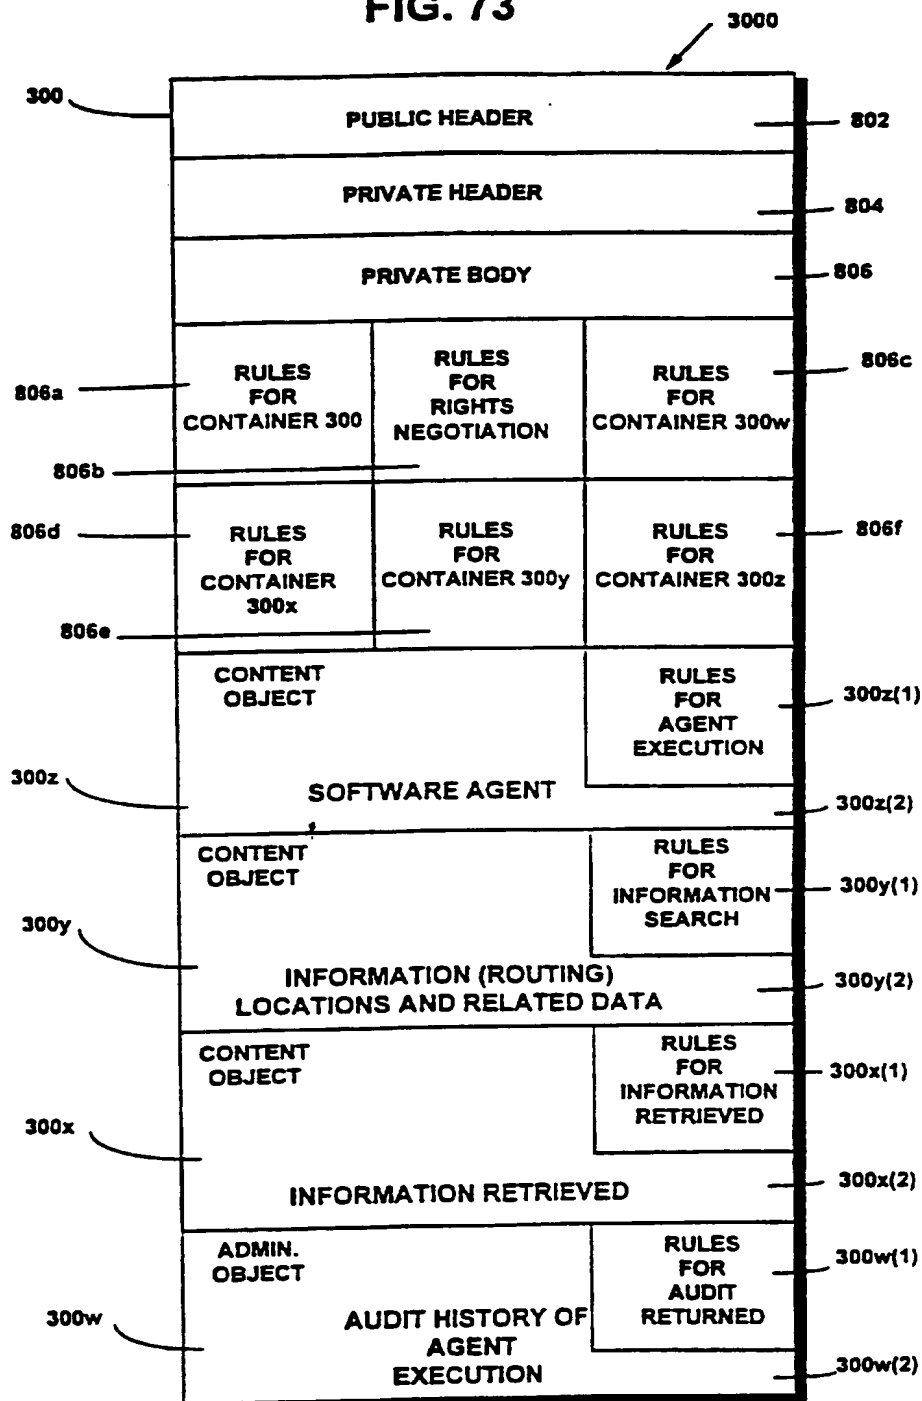 FIG. 73
3000
300
PUBLIC HEADER
802
PRIVATE HEADER
804
PRIVATE BODY
806
806a
RULES
FOR
CONTAINER 300
806b
RULES
FOR
RIGHTS
NEGOTIATION
806c
RULES
FOR
CONTAINER 300w
806d
RULES
FOR
CONTAINER
300x
806e
RULES
FOR
CONTAINER 300y
806f
RULES
FOR
CONTAINER 300z
CONTENT
OBJECT
RULES
FOR
AGENT
EXECUTION
300z(1)
300z
SOFTWARE AGENT
300z(2)
CONTENT
OBJECT
RULES
FOR
INFORMATION
SEARCH
300y(1)
300y
INFORMATION (ROUTING)
LOCATIONS AND RELATED DATA
300y(2)
CONTENT
OBJECT
RULES
FOR
INFORMATION
RETRIEVED
300x(1)
300x
INFORMATION RETRIEVED
300x(2)
ADMIN.
OBJECT
RULES
FOR
AUDIT
RETURNED
300w(1)
300w
AUDIT HISTORY OF
AGENT
EXECUTION
300w(2)